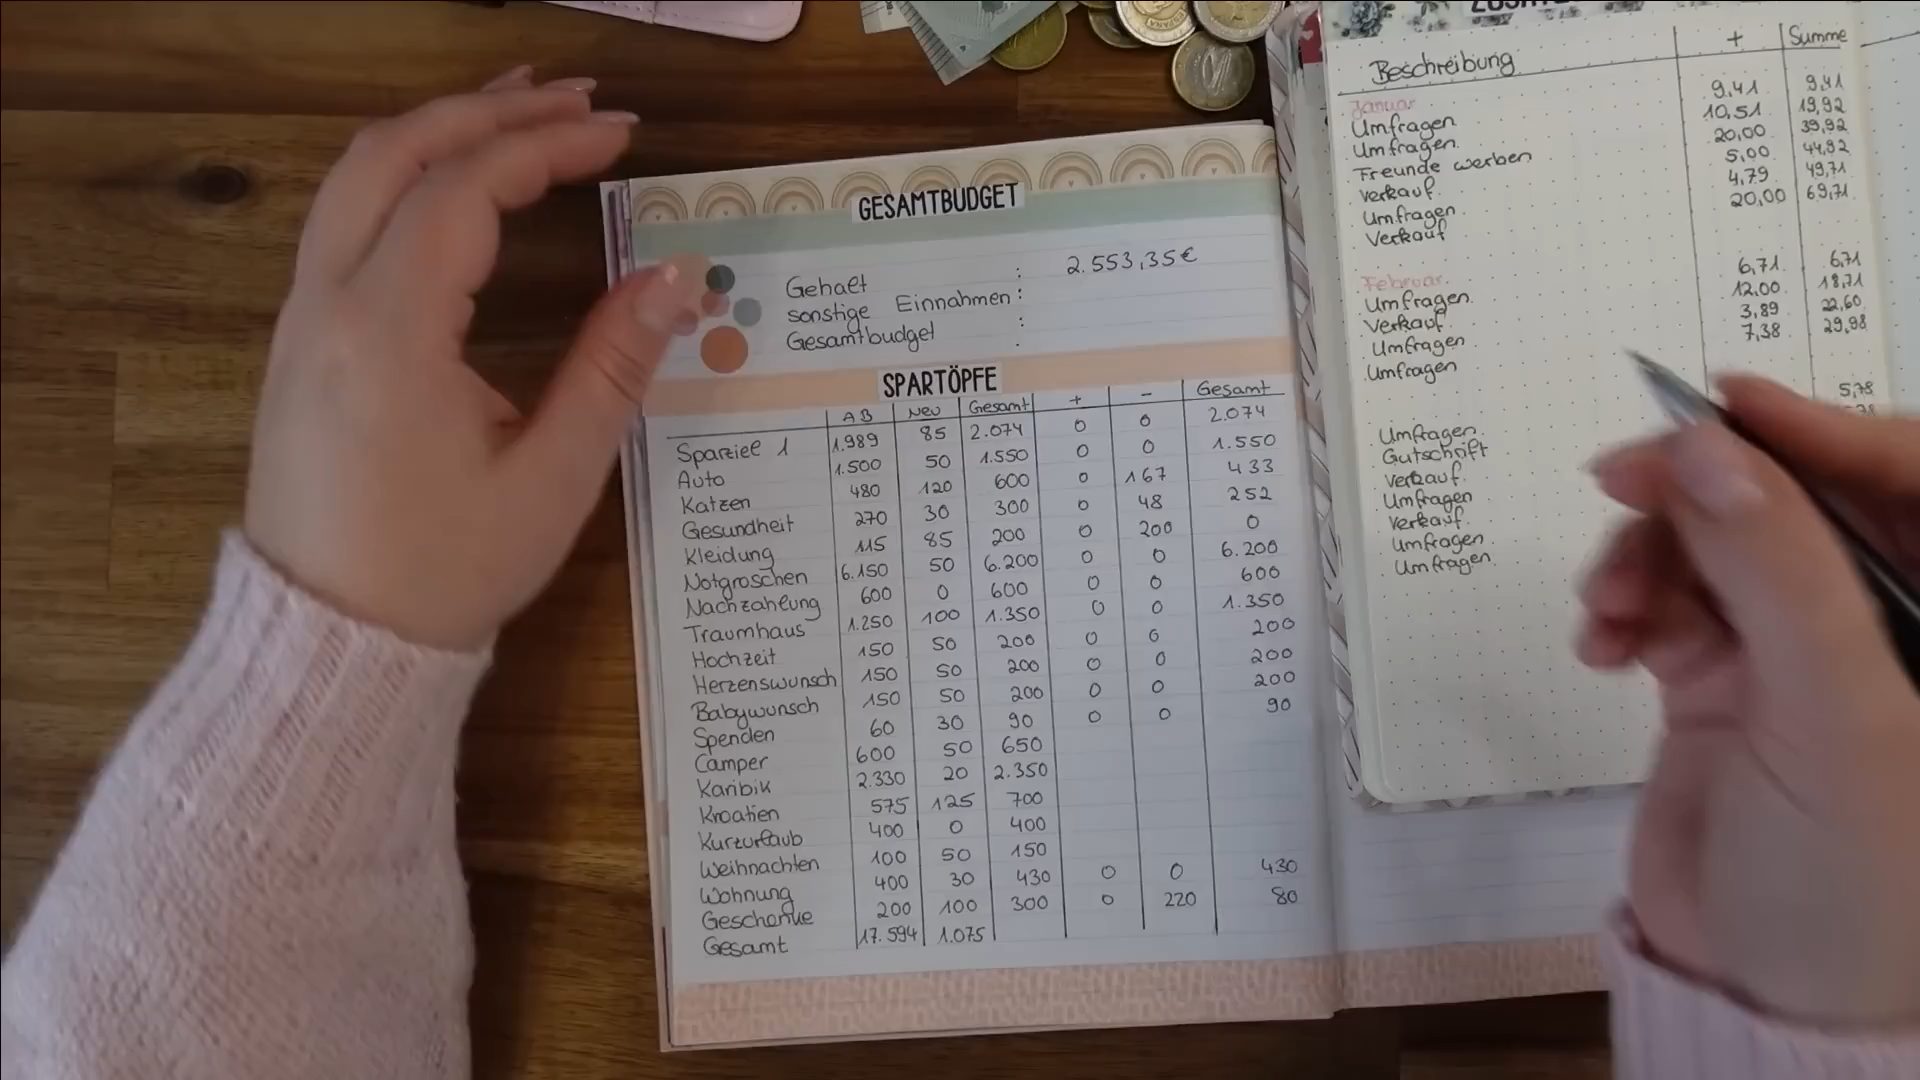 GESAMTBUDGET
Gehalt : 2.553,35€
sonstige Einnahmen :
Gesamtbudget :
SPARTÖPFE
AB Neu Gesamt + - Gesamt
Sparziel 1 1.989 85 2.074 0 0 2.074
Auto 1.500 50 1.550 0 0 1.550
Katzen 480 120 600 0 167 433
Gesundheit 270 30 300 0 48 252
Kleidung 115 85 200 0 200 0
Notgroschen 6.150 50 6.200 0 0 6.200
Nachzahlung 600 0 600 0 0 600
Traumhaus 1.250 100 1.350 0 0 1.350
Hochzeit 150 50 200 0 0 200
Herzenswunsch 150 50 200 0 0 200
Babywunsch 150 50 200 0 0 200
Spenden 60 30 90 0 0 90
Camper 600 50 650
Karibik 2.330 20 2.350
Kroatien 575 125 700
Kurzurlaub 400 0 400
Weihnachten 100 50 150
Wohnung 400 30 430 0 0 430
Geschenke 200 100 300 0 220 80
Gesamt 17.594 1.075
Beschreibung + Summe
Januar
Umfragen 9,41 9,41
Umfragen 10,51 19,92
Freunde werben 20,00 39,92
Verkauf 5,00 44,92
Umfragen 4,79 49,71
Verkauf 20,00 69,71
Februar
Umfragen 6,71 6,71
Verkauf 12,00 18,71
Umfragen 3,89 22,60
Umfragen 7,38 29,98
Umfragen 5,78
Gutschrift
Verkauf
Umfragen
Verkauf
Umfragen
Umfragen